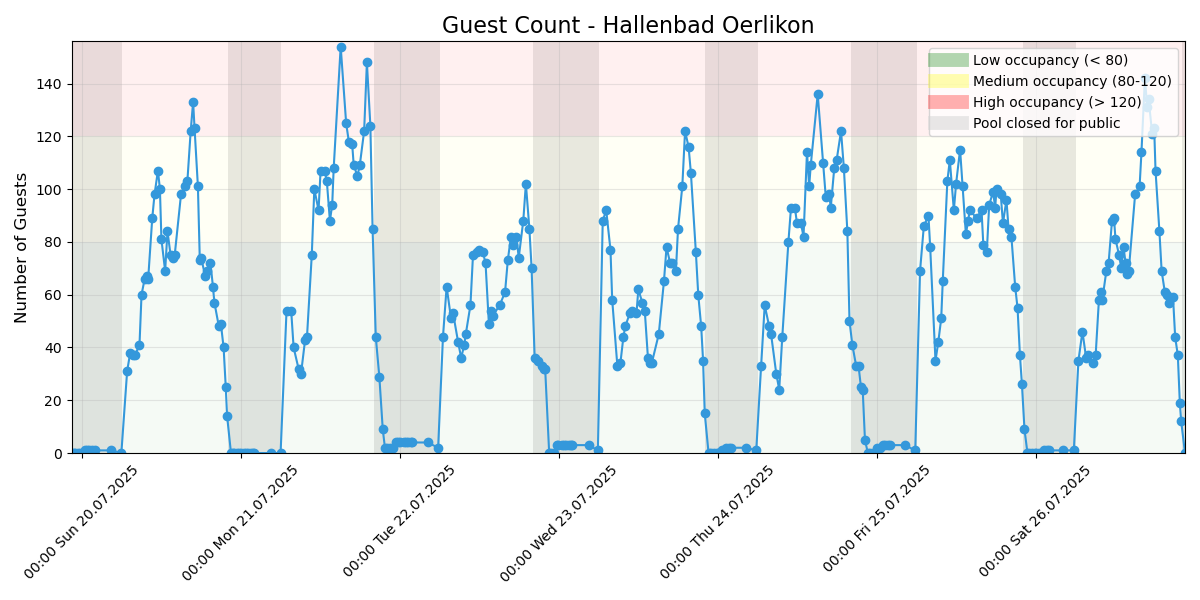 Guest Count - Hallenbad Oerlikon
Number of Guests
140
120
100
80
60
40
20
0
Low occupancy (< 80)
Medium occupancy (80-120)
High occupancy (> 120)
Pool closed for public
00:00 Sun 20.07.2025
00:00 Mon 21.07.2025
00:00 Tue 22.07.2025
00:00 Wed 23.07.2025
00:00 Thu 24.07.2025
00:00 Fri 25.07.2025
00:00 Sat 26.07.2025